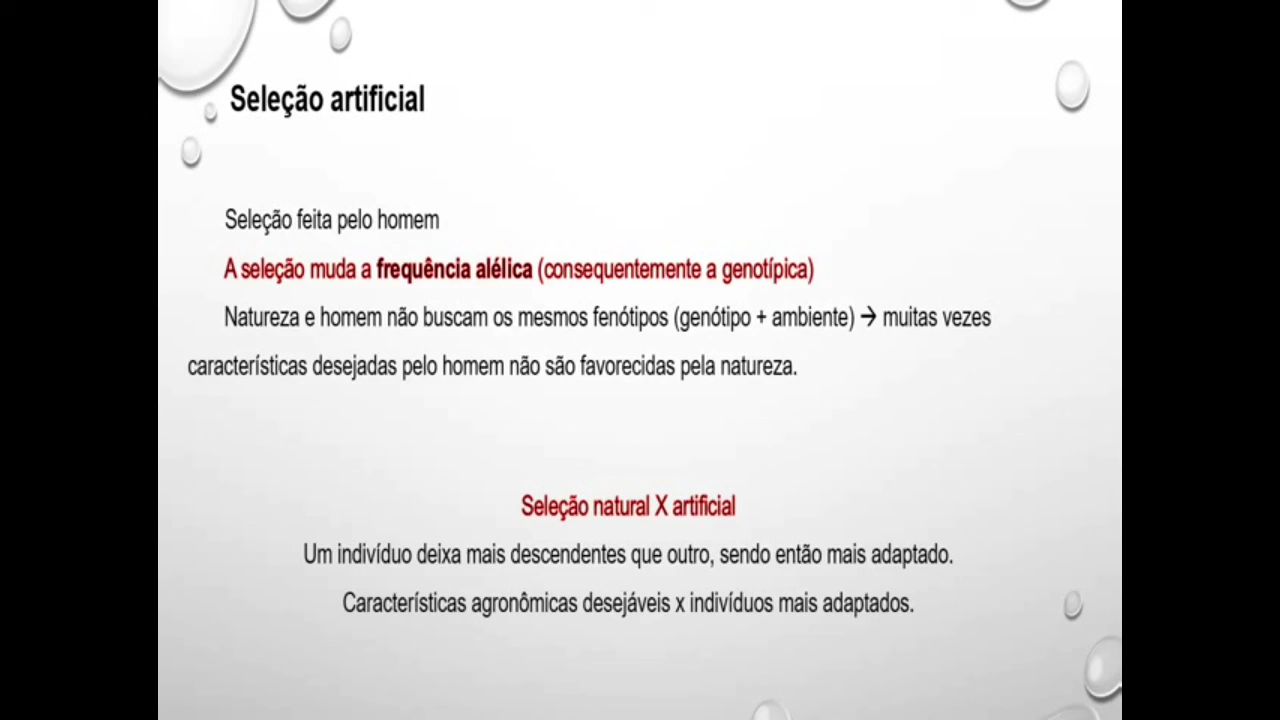 Seleção artificial
Seleção feita pelo homem
A seleção muda a frequência alélica (consequentemente a genotípica)
Natureza e homem não buscam os mesmos fenótipos (genótipo + ambiente) → muitas vezes
características desejadas pelo homem não são favorecidas pela natureza.
Seleção natural X artificial
Um indivíduo deixa mais descendentes que outro, sendo então mais adaptado.
Características agronômicas desejáveis x indivíduos mais adaptados.